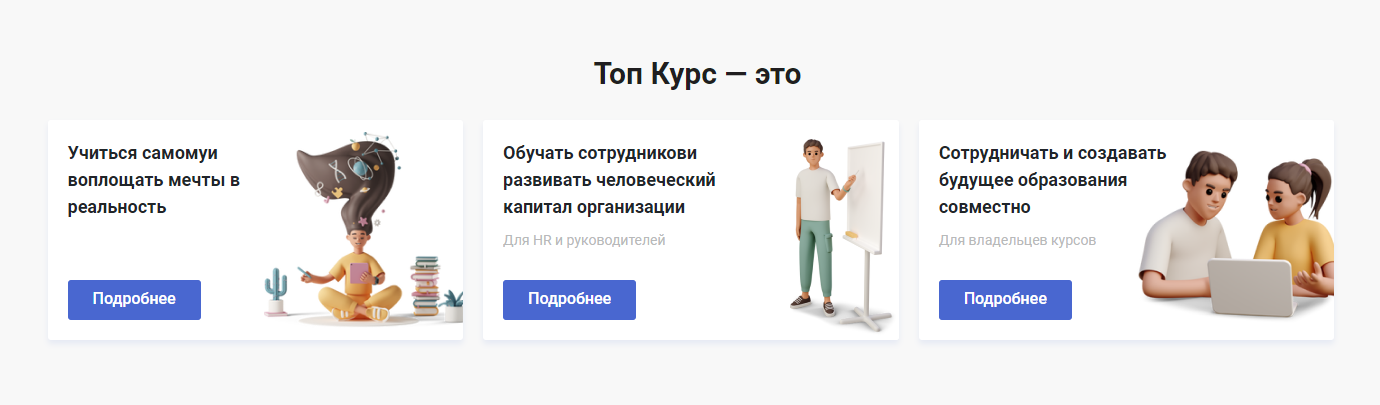 Топ Курс — это
Учиться самомуи
воплощать мечты в
реальность
Подробнее
Обучать сотрудникови
развивать человеческий
капитал организации
Для HR и руководителей
Подробнее
Сотрудничать и создавать
будущее образования
совместно
Для владельцев курсов
Подробнее